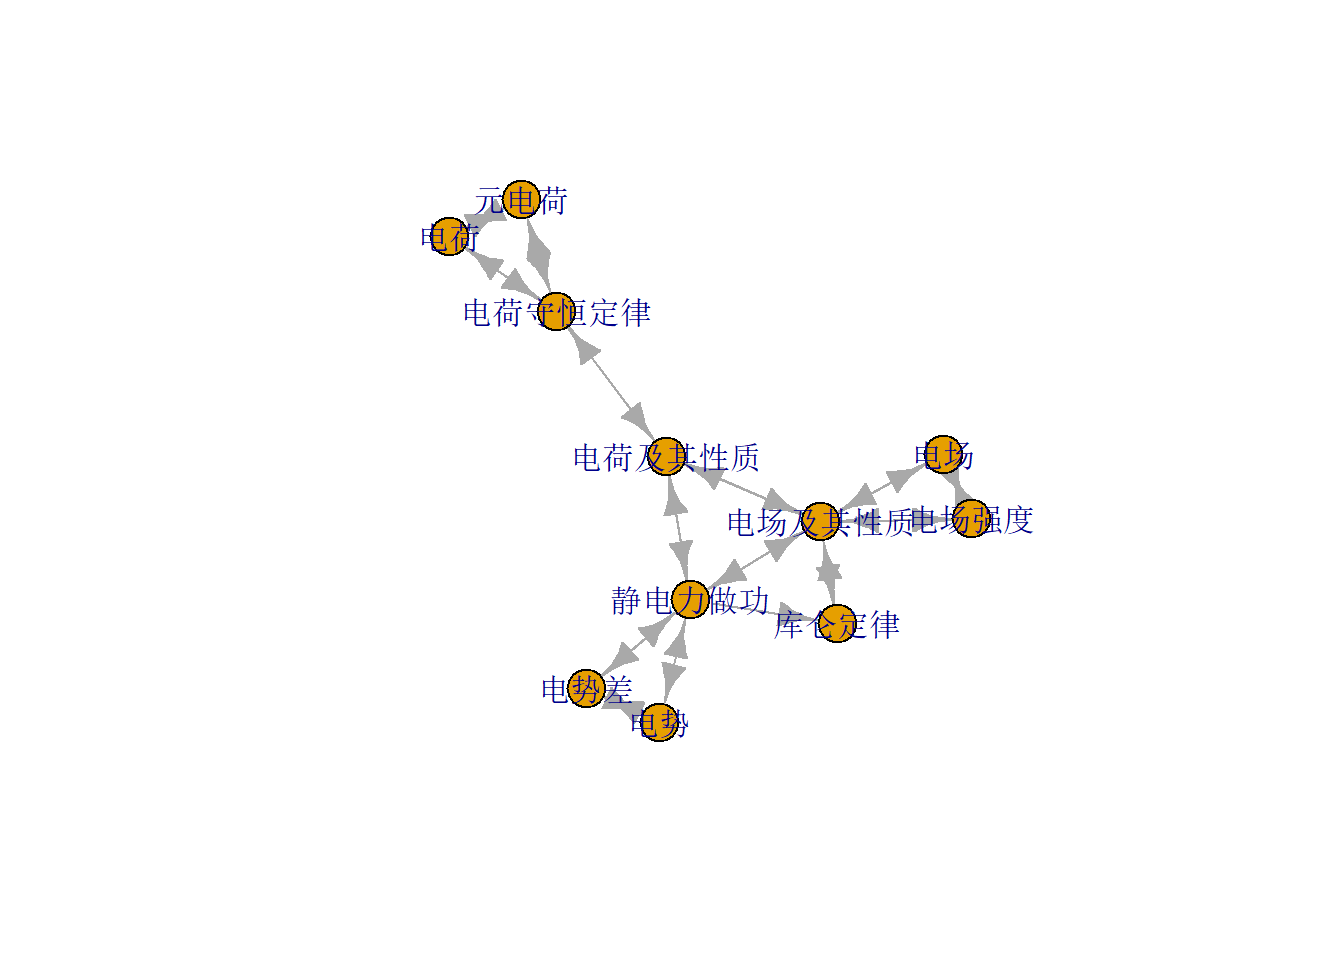 元电荷
电荷
电荷守恒定律
电荷及其性质
电场
电场及其性质
电场强度
静电力做功
库仑定律
电势差
电势